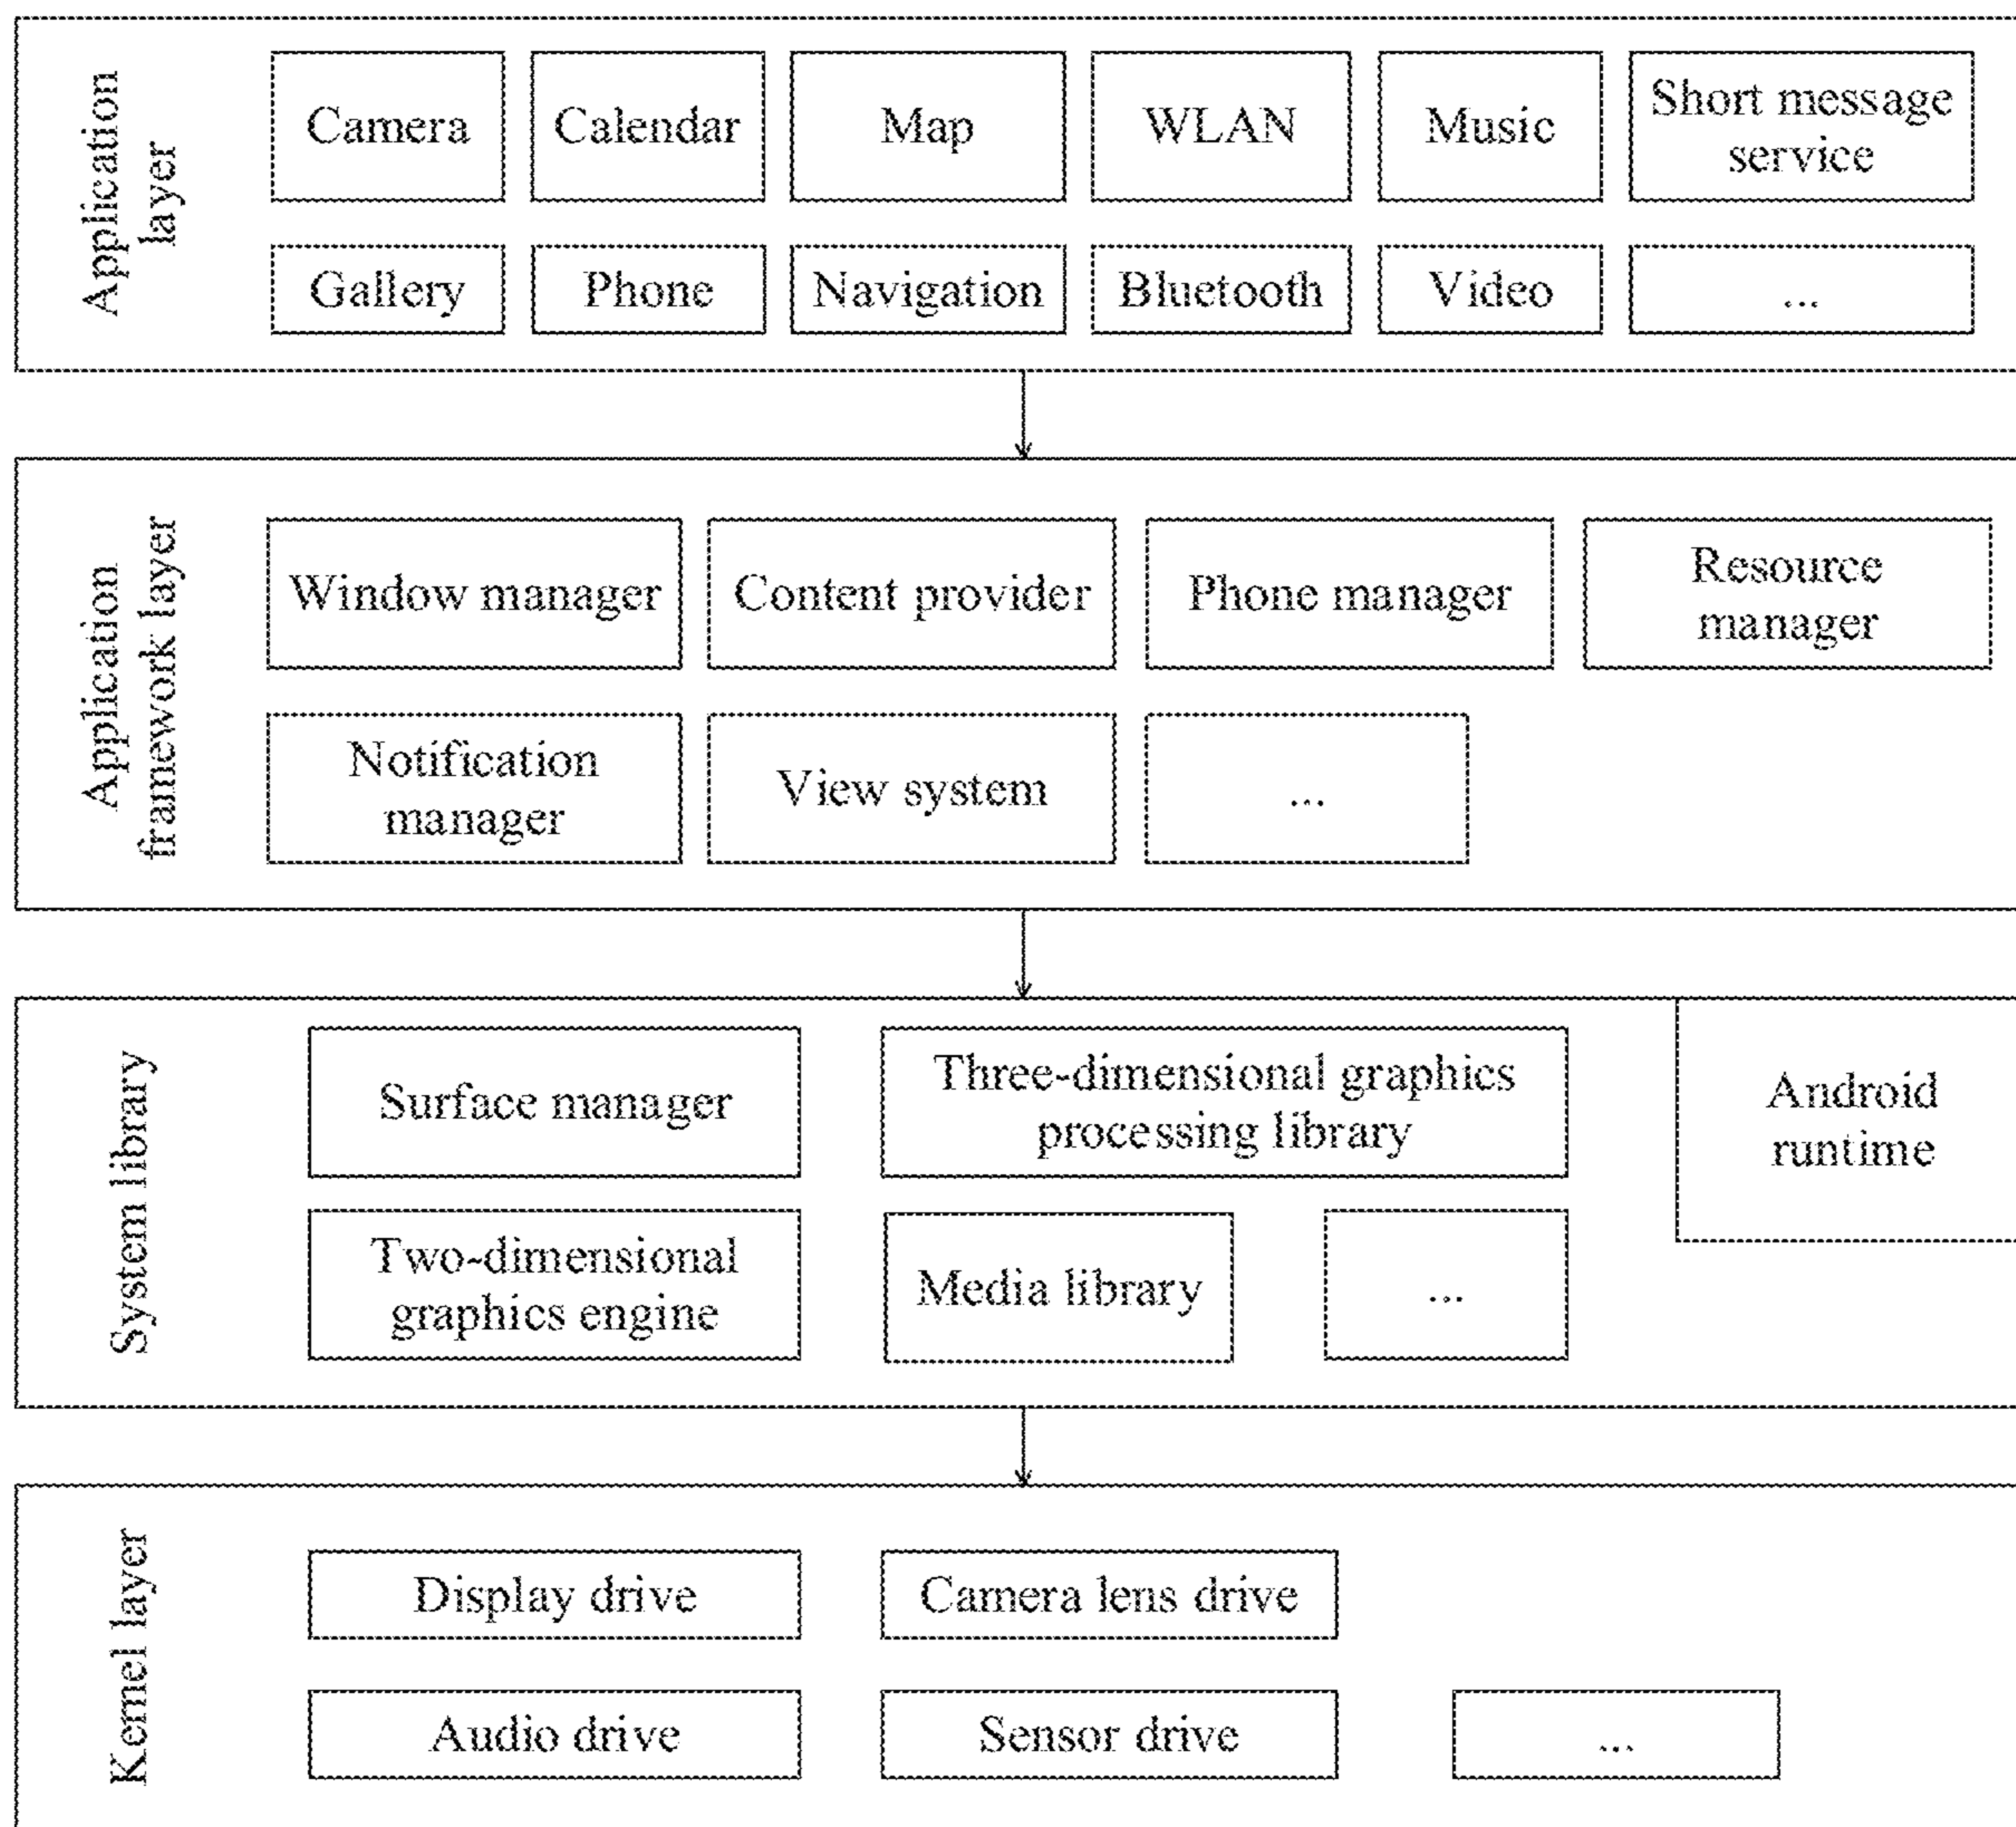 Application
layer
Camera
Calendar
Map
WLAN
Music
Short message
service
Gallery
Phone
Navigation
Bluetooth
Video
...
Application
framework layer
Window manager
Content provider
Phone manager
Resource
manager
Notification
manager
View system
...
System library
Surface manager
Three-dimensional graphics
processing library
Android
runtime
Two-dimensional
graphics engine
Media library
...
Kernel layer
Display drive
Camera lens drive
Audio drive
Sensor drive
...